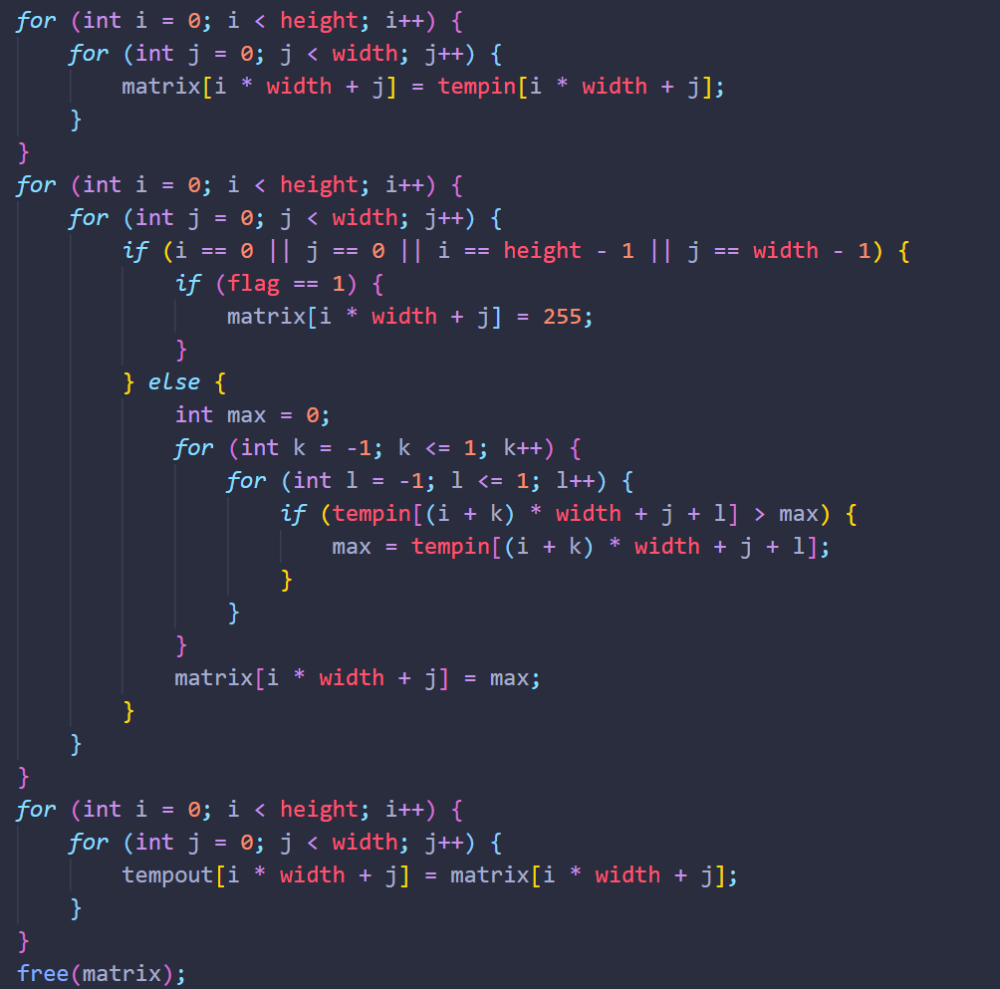 for (int i = 0; i < height; i++) {
    for (int j = 0; j < width; j++) {
        matrix[i * width + j] = tempin[i * width + j];
    }
}
for (int i = 0; i < height; i++) {
    for (int j = 0; j < width; j++) {
        if (i == 0 || j == 0 || i == height - 1 || j == width - 1) {
            if (flag == 1) {
                matrix[i * width + j] = 255;
            }
        } else {
            int max = 0;
            for (int k = -1; k <= 1; k++) {
                for (int l = -1; l <= 1; l++) {
                    if (tempin[(i + k) * width + j + l] > max) {
                        max = tempin[(i + k) * width + j + l];
                    }
                }
            }
            matrix[i * width + j] = max;
        }
    }
}
for (int i = 0; i < height; i++) {
    for (int j = 0; j < width; j++) {
        tempout[i * width + j] = matrix[i * width + j];
    }
}
free(matrix);